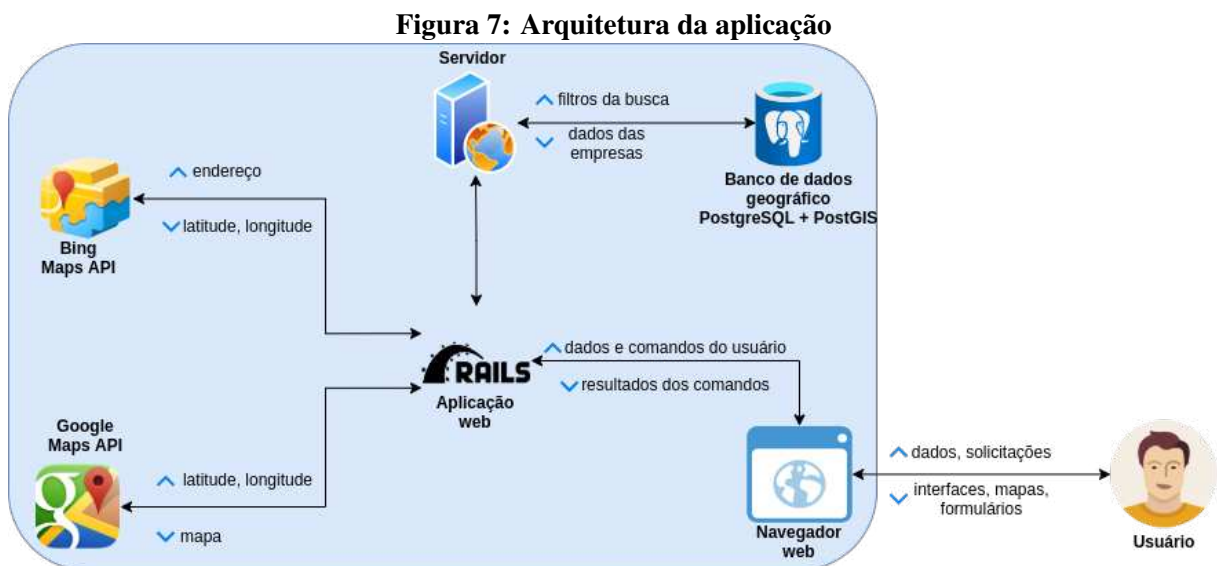 Figura 7: Arquitetura da aplicação
Servidor
filtros da busca
dados das
empresas
Banco de dados
geográfico
PostgreSQL + PostGIS
endereço
latitude, longitude
Bing
Maps API
RAILS
Aplicação
web
dados e comandos do usuário
resultados dos comandos
Google
Maps API
latitude, longitude
mapa
Navegador
web
dados, solicitações
interfaces, mapas,
formulários
Usuário